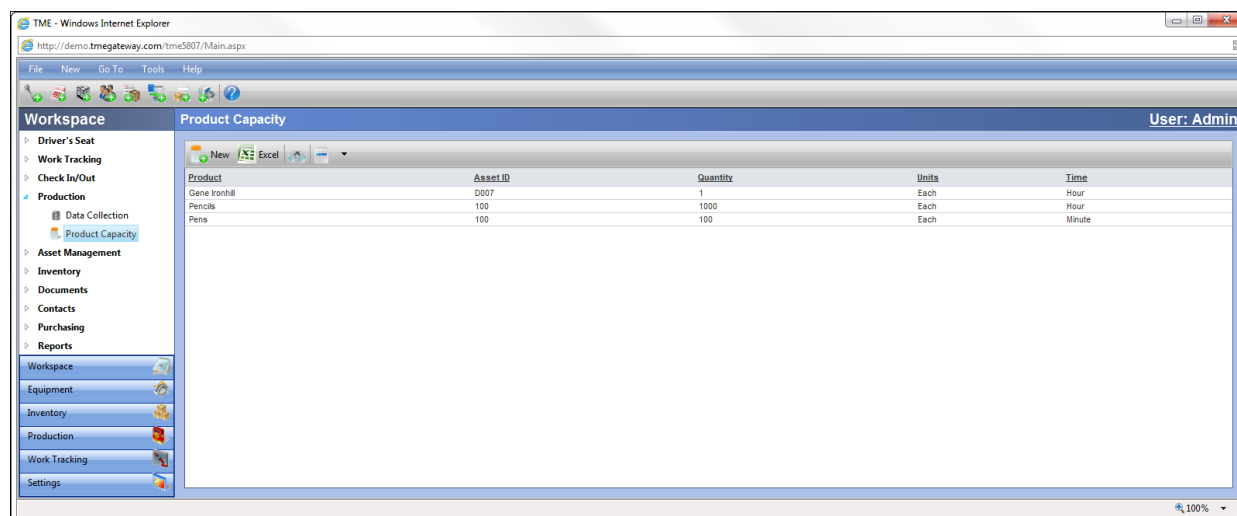 TME - Windows Internet Explorer
http://demo.tmegateway.com/tme5807/Main.aspx
File New Go To Tools Help
Workspace
Product Capacity
User: Admin
Driver's Seat
Work Tracking
Check In/Out
Production
Data Collection
Product Capacity
Asset Management
Inventory
Documents
Contacts
Purchasing
Reports
Workspace
Equipment
Inventory
Production
Work Tracking
Settings
New Excel
Product Asset ID Quantity Units Time
Gene Ironhill D007 1 Each Hour
Pencils 100 1000 Each Hour
Pens 100 100 Each Minute
100%